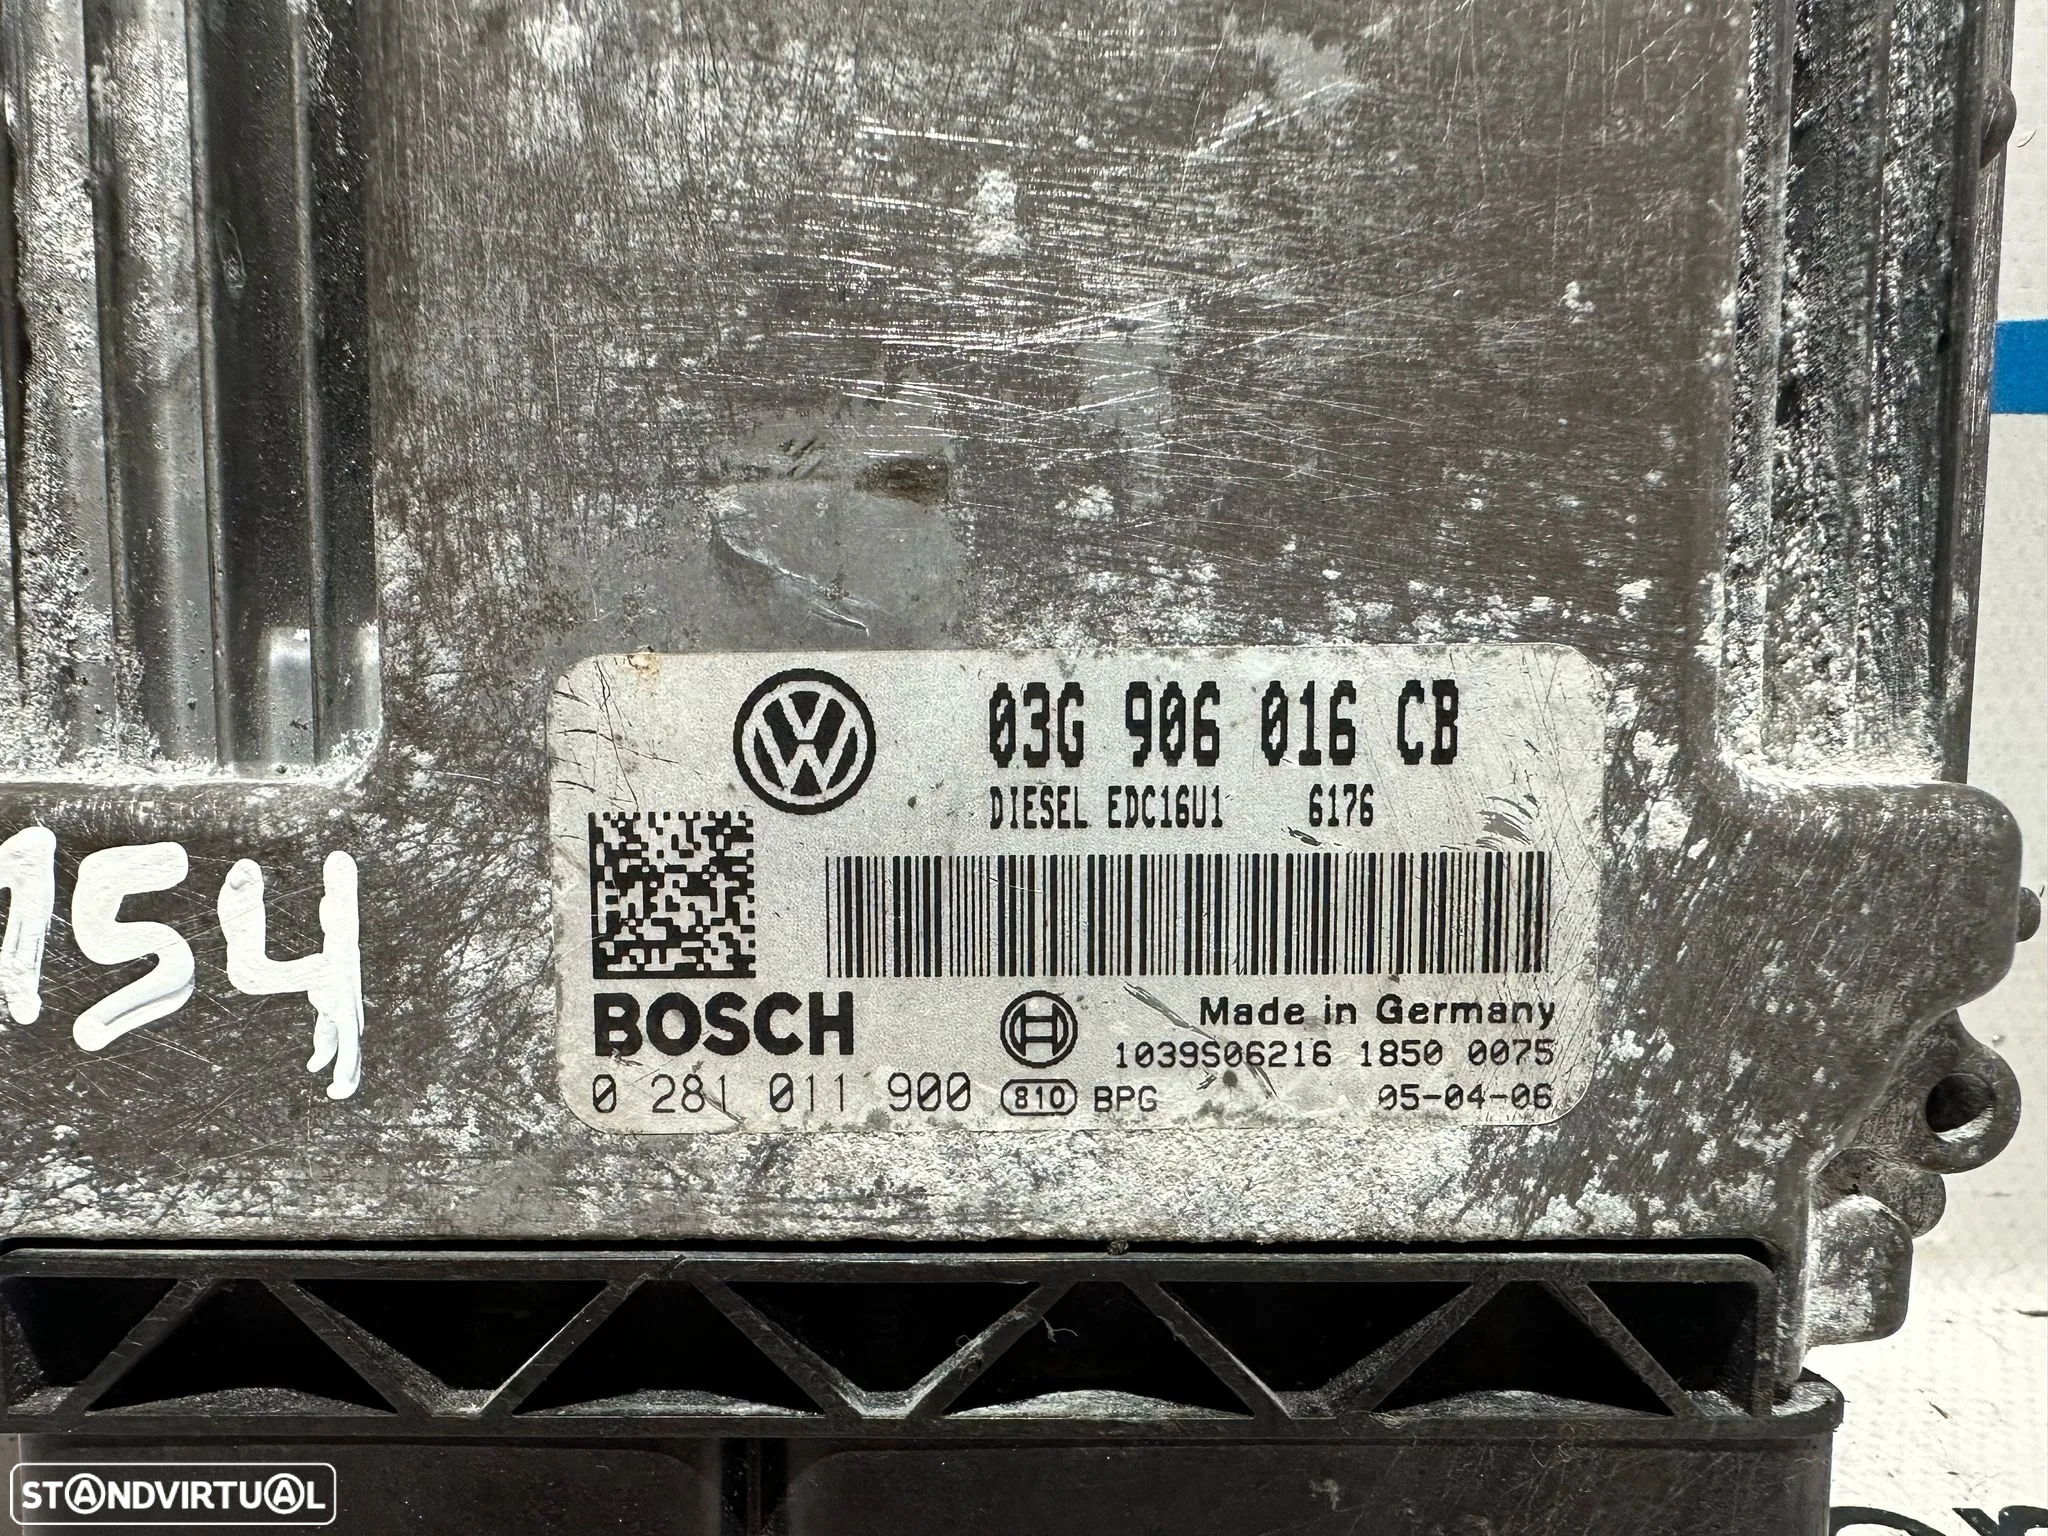 03G 906 016 CB
DIESEL EDC16U1 6176
154
BOSCH
Made in Germany
1039S06216 1850 0075
0 281 011 900 810 BPG 05-04-06
STANDVIRTUAL